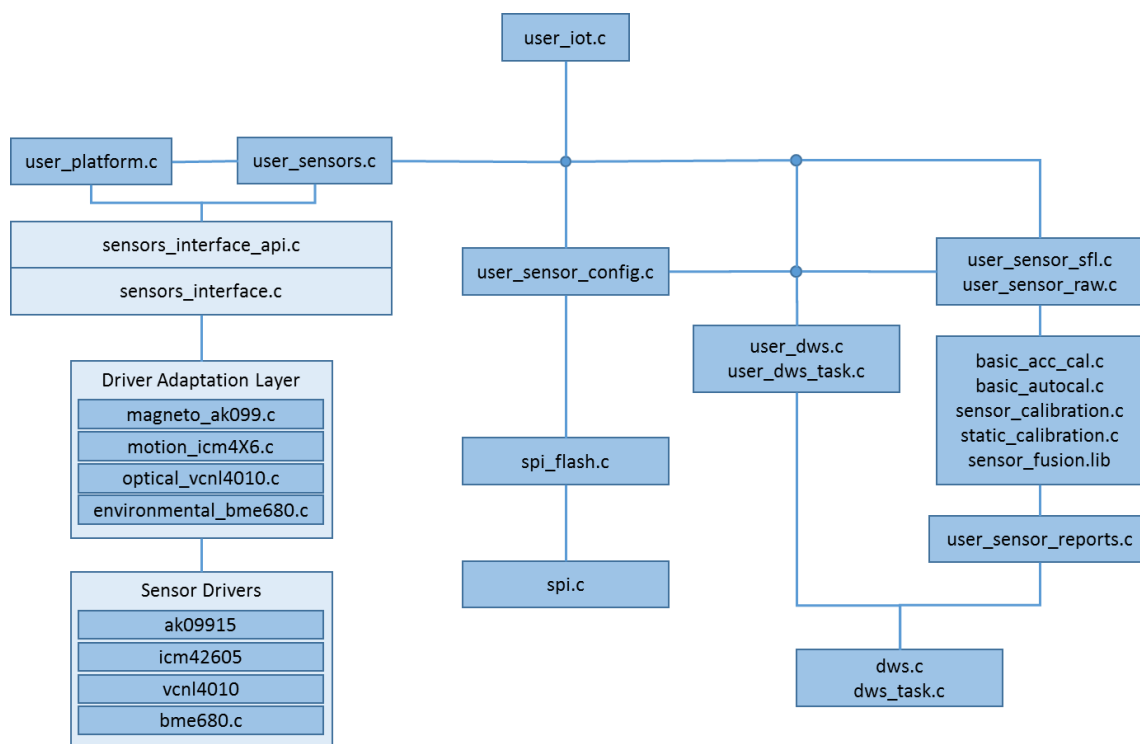 user_iot.c
user_platform.c
user_sensors.c
sensors_interface_api.c
sensors_interface.c
Driver Adaptation Layer
magneto_ak099.c
motion_icm4X6.c
optical_vcnl4010.c
environmental_bme680.c
Sensor Drivers
ak09915
icm42605
vcnl4010
bme680.c
user_sensor_config.c
spi_flash.c
spi.c
user_dws.c
user_dws_task.c
user_sensor_sfl.c
user_sensor_raw.c
basic_acc_cal.c
basic_autocal.c
sensor_calibration.c
static_calibration.c
sensor_fusion.lib
user_sensor_reports.c
dws.c
dws_task.c